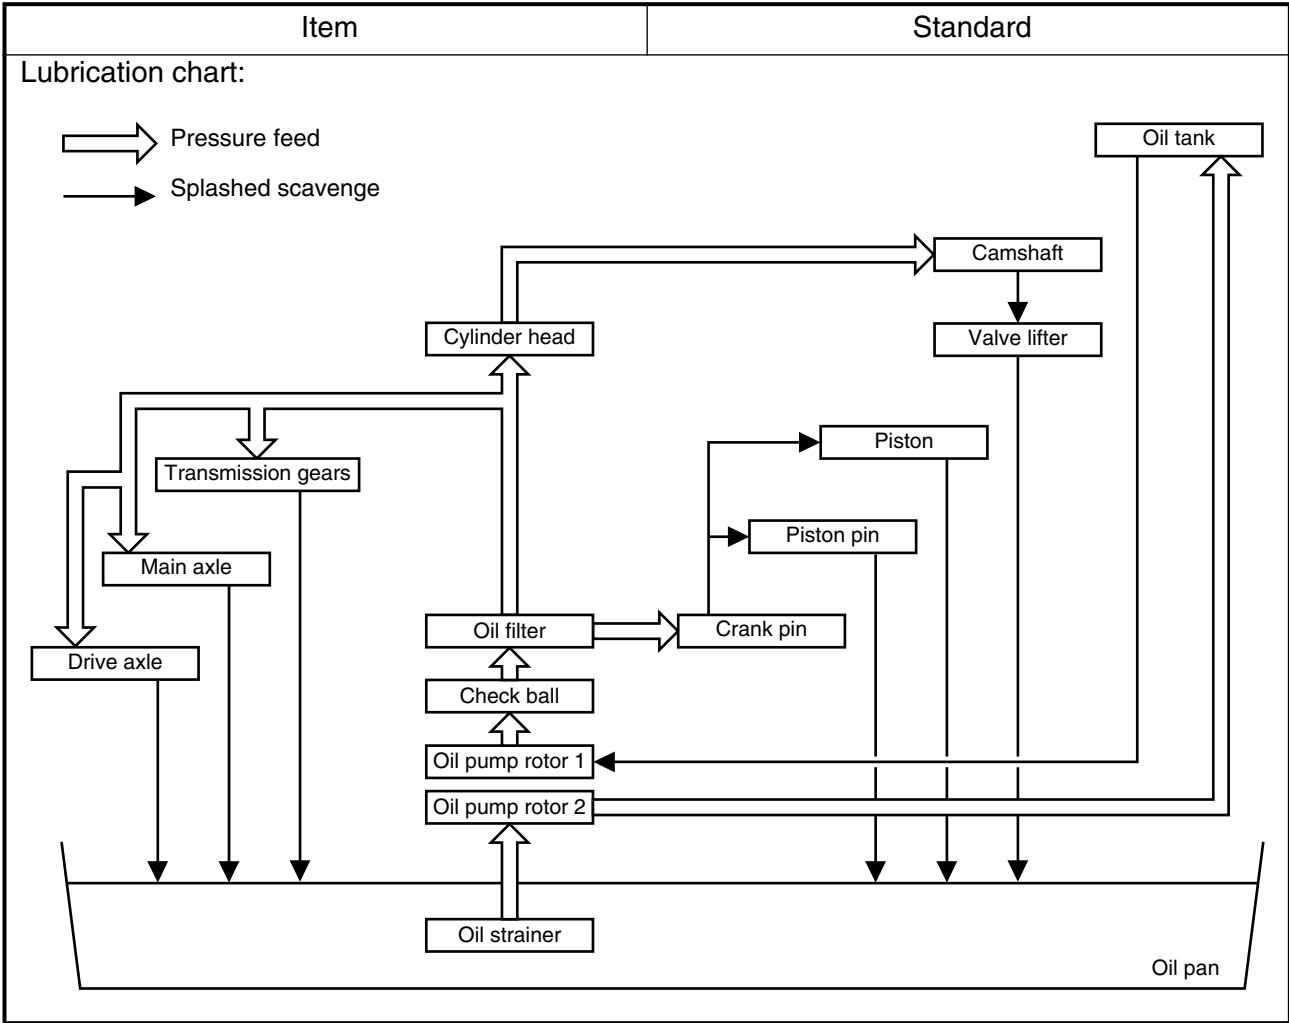 Item
Standard
Lubrication chart:
Pressure feed
Splashed scavenge
Oil tank
Camshaft
Cylinder head
Valve lifter
Piston
Transmission gears
Piston pin
Main axle
Oil filter
Crank pin
Drive axle
Check ball
Oil pump rotor 1
Oil pump rotor 2
Oil strainer
Oil pan